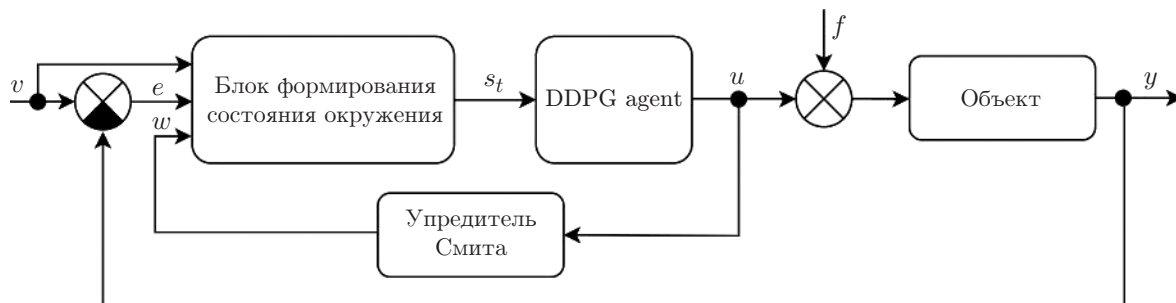 f
v
e
w
Блок формирования
состояния окружения
s_t
DDPG agent
u
Объект
y
Упредитель
Смита